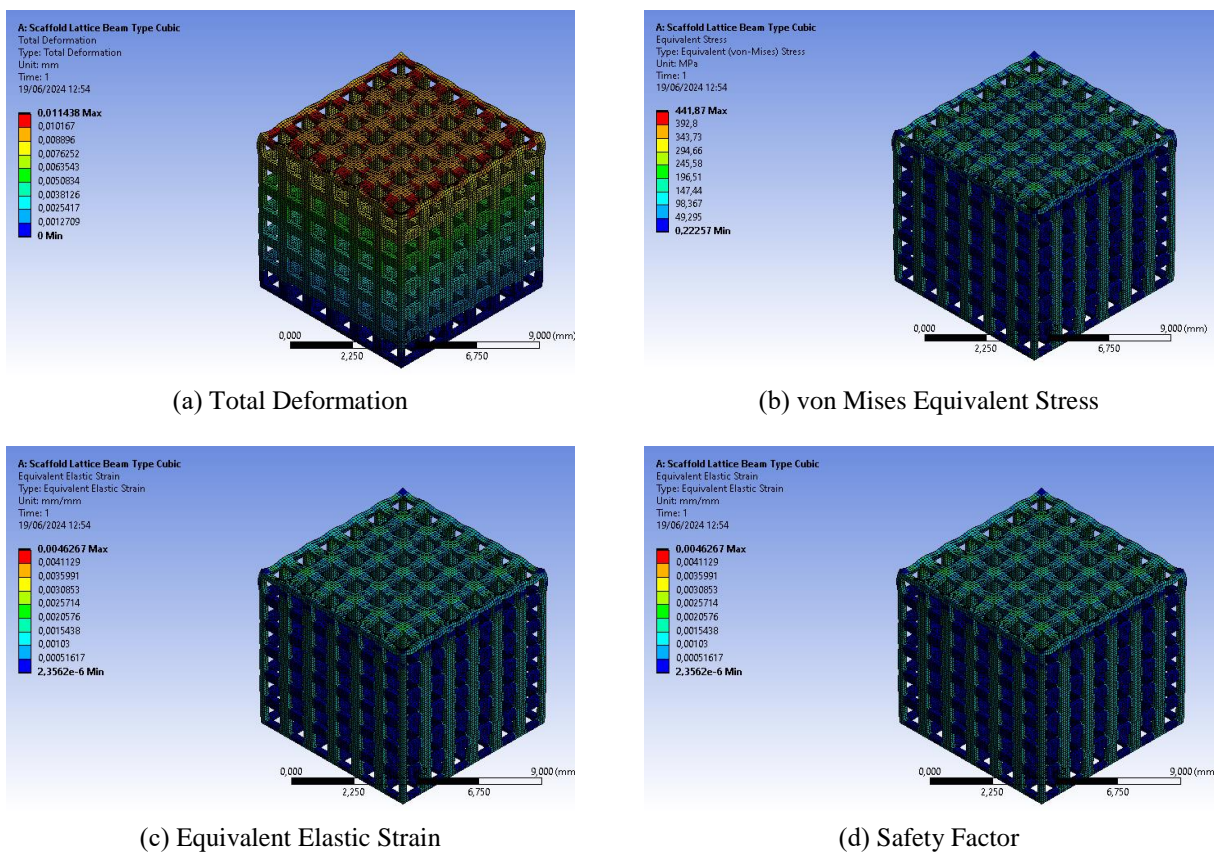 A: Scaffold Lattice Beam Type Cubic
Total Deformation
Type: Total Deformation
Unit: mm
Time: 1
19/06/2024 12:54
0,011438 Max
0,010167
0,008896
0,0076252
0,0063543
0,0050834
0,0038126
0,0025417
0,0012709
0 Min
0,000
9,000 (mm)
2,250
6,750
(a) Total Deformation
A: Scaffold Lattice Beam Type Cubic
Equivalent Stress
Type: Equivalent (von-Mises) Stress
Unit: MPa
Time: 1
19/06/2024 12:54
441,87 Max
392,8
343,73
294,66
245,58
196,51
147,44
98,367
49,295
0,22257 Min
0,000
9,000 (mm)
2,250
6,750
(b) von Mises Equivalent Stress
A: Scaffold Lattice Beam Type Cubic
Equivalent Elastic Strain
Type: Equivalent Elastic Strain
Unit: mm/mm
Time: 1
19/06/2024 12:54
0,0046267 Max
0,0041129
0,0035991
0,0030853
0,0025714
0,0020576
0,0015438
0,00103
0,00051617
2,3562e-6 Min
0,000
9,000 (mm
2,250
6,750
(c) Equivalent Elastic Strain
A: Scaffold Lattice Beam Type Cubic
Equivalent Elastic Strain
Type: Equivalent Elastic Strain
Unit: mm/mm
Time: 1
19/06/2024 12:54
0,0046267 Max
0,0041129
0,0035991
0,0030853
0,0025714
0,0020576
0,0015438
0,00103
0,00051617
2,3562e-6 Min
0,000
9,000 (mm)
2,250
6,750
(d) Safety Factor